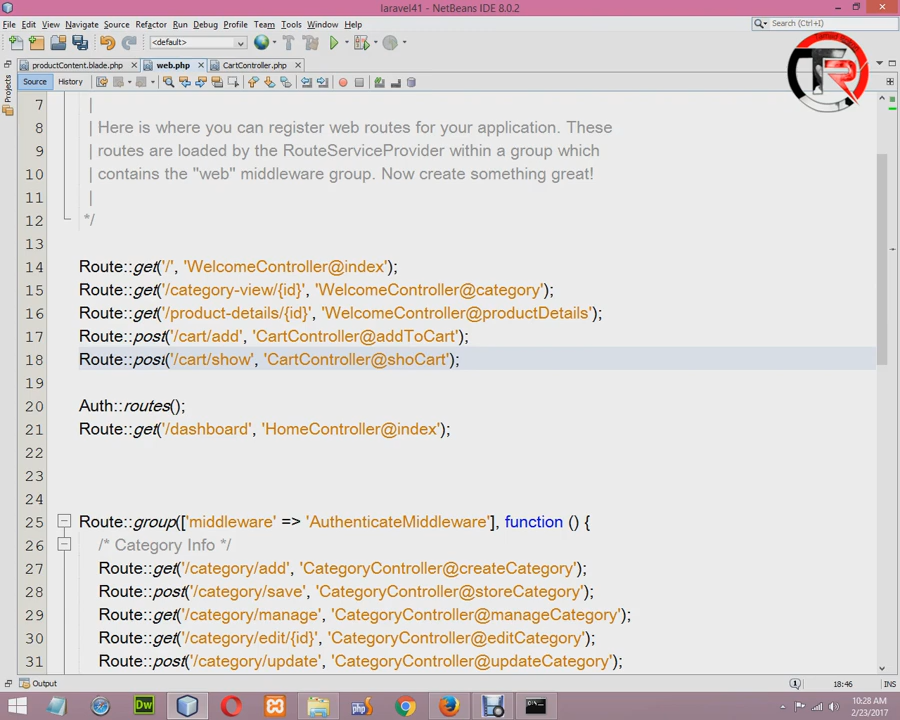 laravel41 - NetBeans IDE 8.0.2
File Edit View Navigate Source Refactor Run Debug Profile Team Tools Window Help
<default>
Search (Ctrl+I)
productContent.blade.php web.php CartController.php
Source History
Projects
7 |
8 | Here is where you can register web routes for your application. These
9 | routes are loaded by the RouteServiceProvider within a group which
10 | contains the "web" middleware group. Now create something great!
11 |
12 */
13
14 Route::get('/', 'WelcomeController@index');
15 Route::get('/category-view/{id}', 'WelcomeController@category');
16 Route::get('/product-details/{id}', 'WelcomeController@productDetails');
17 Route::post('/cart/add', 'CartController@addToCart');
18 Route::post('/cart/show', 'CartController@shoCart');
19
20 Auth::routes();
21 Route::get('/dashboard', 'HomeController@index');
22
23
24
25 Route::group(['middleware' => 'AuthenticateMiddleware'], function () {
26 /* Category Info */
27 Route::get('/category/add', 'CategoryController@createCategory');
28 Route::post('/category/save', 'CategoryController@storeCategory');
29 Route::get('/category/manage', 'CategoryController@manageCategory');
30 Route::get('/category/edit/{id}', 'CategoryController@editCategory');
31 Route::post('/category/update', 'CategoryController@updateCategory');
Output
18:46 INS
Dw
php
10:28 AM
2/23/2017